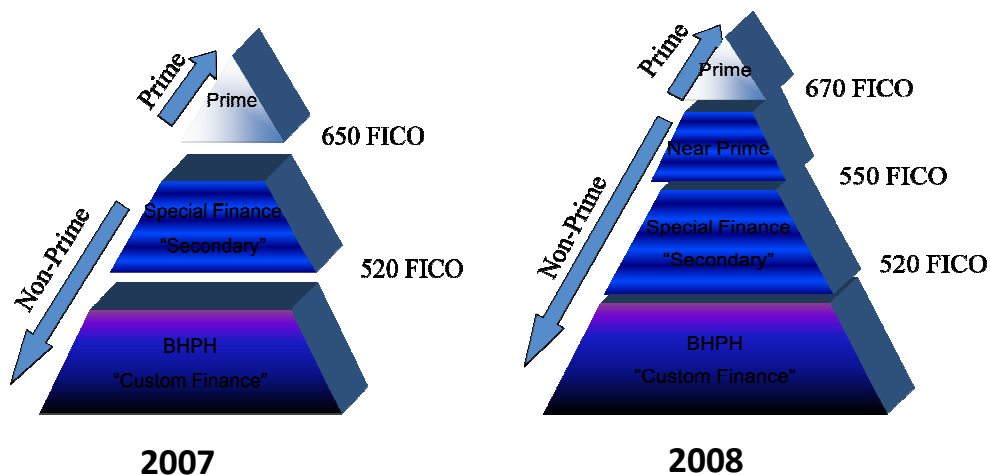 Prime
Prime
650 FICO
Non-Prime
Special Finance
“Secondary”
520 FICO
BHPH
“Custom Finance”
2007
Prime
Prime
670 FICO
Near Prime
550 FICO
Non-Prime
Special Finance
“Secondary”
520 FICO
BHPH
“Custom Finance”
2008